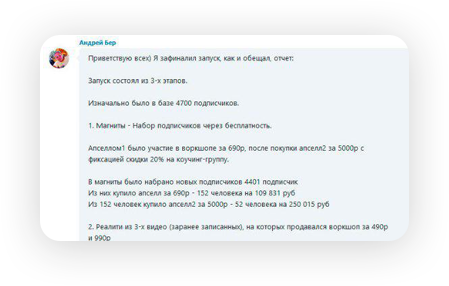 Андрей Бер
Приветствую всех) Я зафиналил запуск, как и обещал, отчет:
Запуск состоял из 3-х этапов.
Изначально было в базе 4700 подписчиков.
1. Магниты - Набор подписчиков через бесплатность.
Апселлом1 было участие в воркшопе за 690р, после покупки апселл2 за 5000р с
фиксацией скидки 20% на коучинг-группу.
В магниты было набрано новых подписчиков 4401 подписчик
Из них купило апселл за 690р - 152 человека на 109 831 руб
Из 152 человек купило апселл2 за 5000р - 52 человека на 250 015 руб
2. Реалити из 3-х видео (заранее записанных), на которых продавался воркшоп за 490р
и 990р